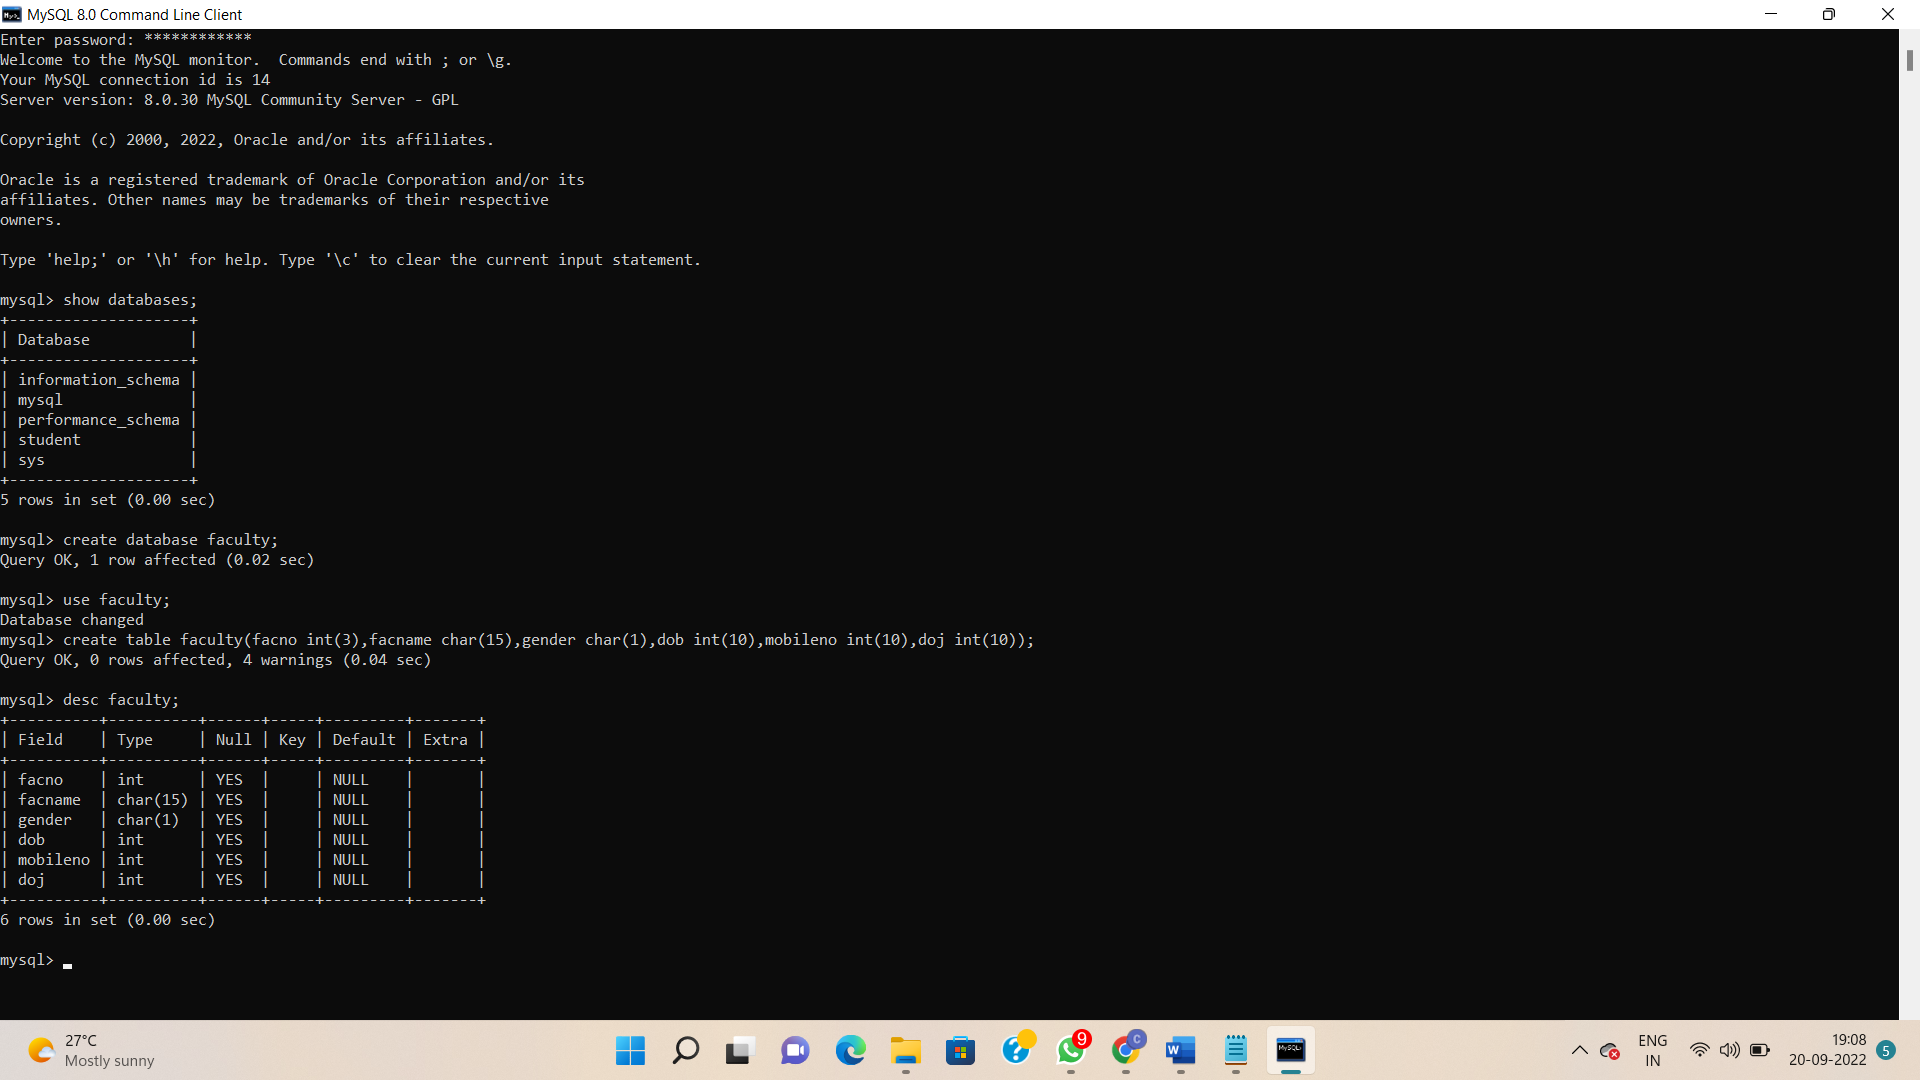 MySQL 8.0 Command Line Client
Enter password: ************
Welcome to the MySQL monitor.  Commands end with ; or \g.
Your MySQL connection id is 14
Server version: 8.0.30 MySQL Community Server - GPL

Copyright (c) 2000, 2022, Oracle and/or its affiliates.

Oracle is a registered trademark of Oracle Corporation and/or its
affiliates. Other names may be trademarks of their respective
owners.

Type 'help;' or '\h' for help. Type '\c' to clear the current input statement.

mysql> show databases;
+--------------------+
| Database           |
+--------------------+
| information_schema |
| mysql              |
| performance_schema |
| student            |
| sys                |
+--------------------+
5 rows in set (0.00 sec)

mysql> create database faculty;
Query OK, 1 row affected (0.02 sec)

mysql> use faculty;
Database changed
mysql> create table faculty(facno int(3),facname char(15),gender char(1),dob int(10),mobileno int(10),doj int(10));
Query OK, 0 rows affected, 4 warnings (0.04 sec)

mysql> desc faculty;
+----------+----------+------+-----+---------+-------+
| Field    | Type     | Null | Key | Default | Extra |
+----------+----------+------+-----+---------+-------+
| facno    | int      | YES  |     | NULL    |       |
| facname  | char(15) | YES  |     | NULL    |       |
| gender   | char(1)  | YES  |     | NULL    |       |
| dob      | int      | YES  |     | NULL    |       |
| mobileno | int      | YES  |     | NULL    |       |
| doj      | int      | YES  |     | NULL    |       |
+----------+----------+------+-----+---------+-------+
6 rows in set (0.00 sec)

mysql> _
27°C
Mostly sunny
9
C
W
MySQL
ENG
IN
19:08
20-09-2022
5